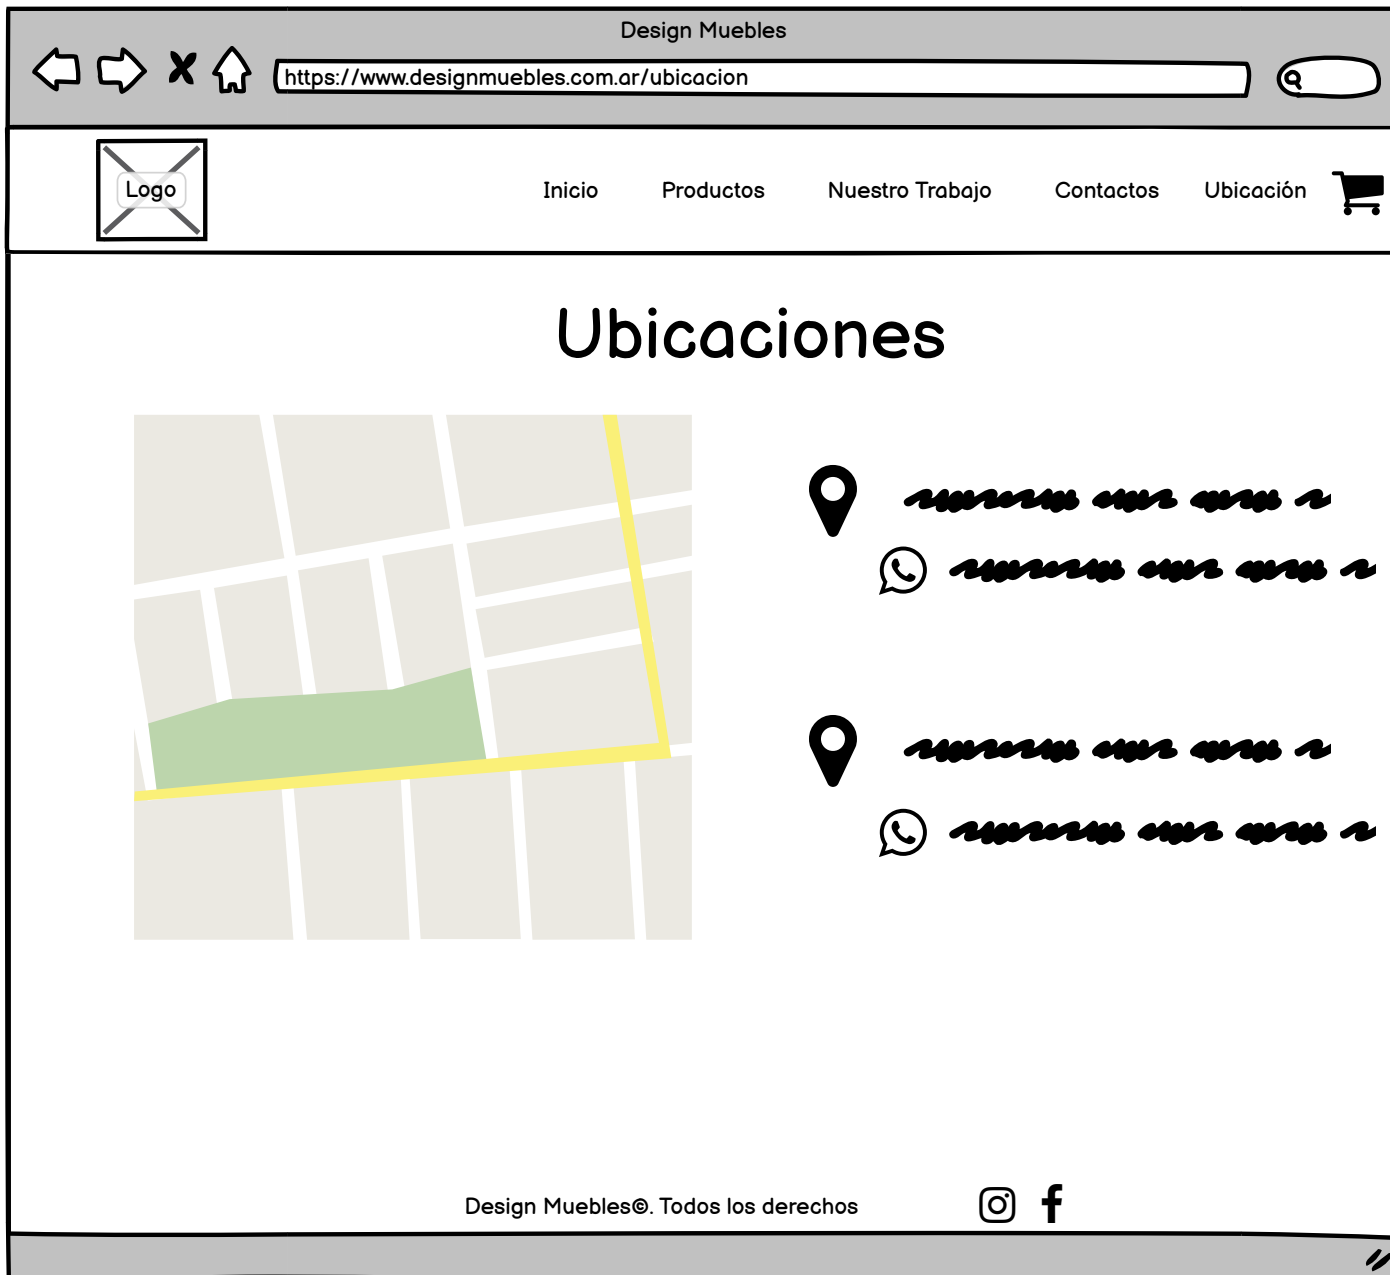 Design Muebles
https://www.designmuebles.com.ar/ubicacion
Logo
Inicio Productos Nuestro Trabajo Contactos Ubicación
Ubicaciones
Design Muebles©. Todos los derechos